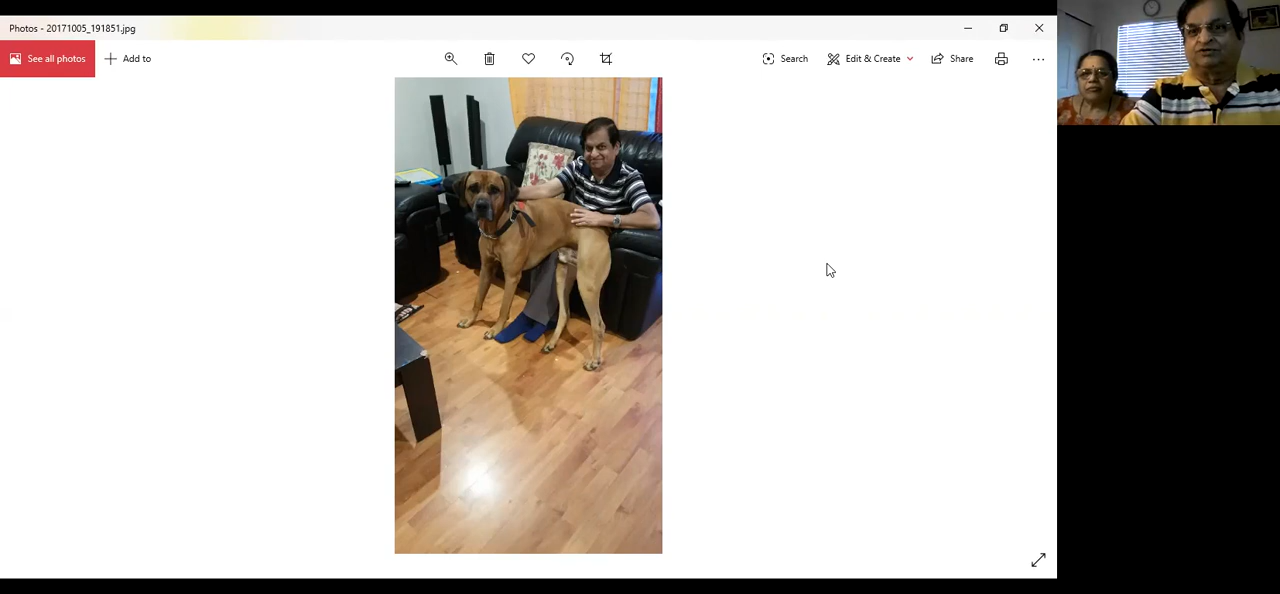 Photos - 20171005_191851.jpg
See all photos
Add to
Search
Edit & Create
Share